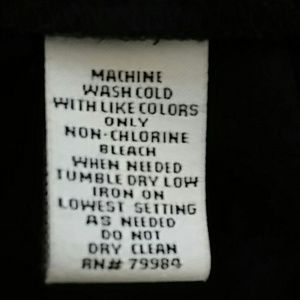 MACHINE
WASH COLD
WITH LIKE COLORS
ONLY
NON-CHLORINE
BLEACH
WHEN NEEDED
TUMBLE DRY LOW
IRON ON
LOWEST SETTING
AS NEEDED
DO NOT
DRY CLEAN
RN# 79984